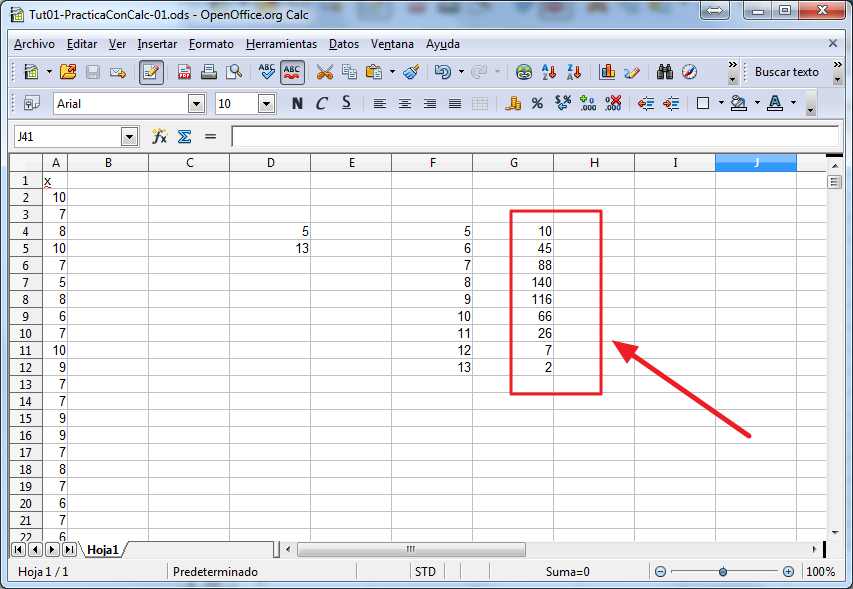 Tut01-PracticaConCalc-01.ods - OpenOffice.org Calc
Archivo Editar Ver Insertar Formato Herramientas Datos Ventana Ayuda
ABC ABC Buscar texto
Arial 10 N C S
J41
A B C D E F G H I J
1 x
2 10
3 7
4 8 5 5 10
5 10 13 6 45
6 7 7 88
7 5 8 140
8 8 9 116
9 6 10 66
10 7 11 26
11 10 12 7
12 9 13 2
13 7
14 7
15 9
16 9
17 7
18 8
19 7
20 6
21 7
22 6
Hoja1
Hoja 1 / 1 Predeterminado STD Suma=0 100%